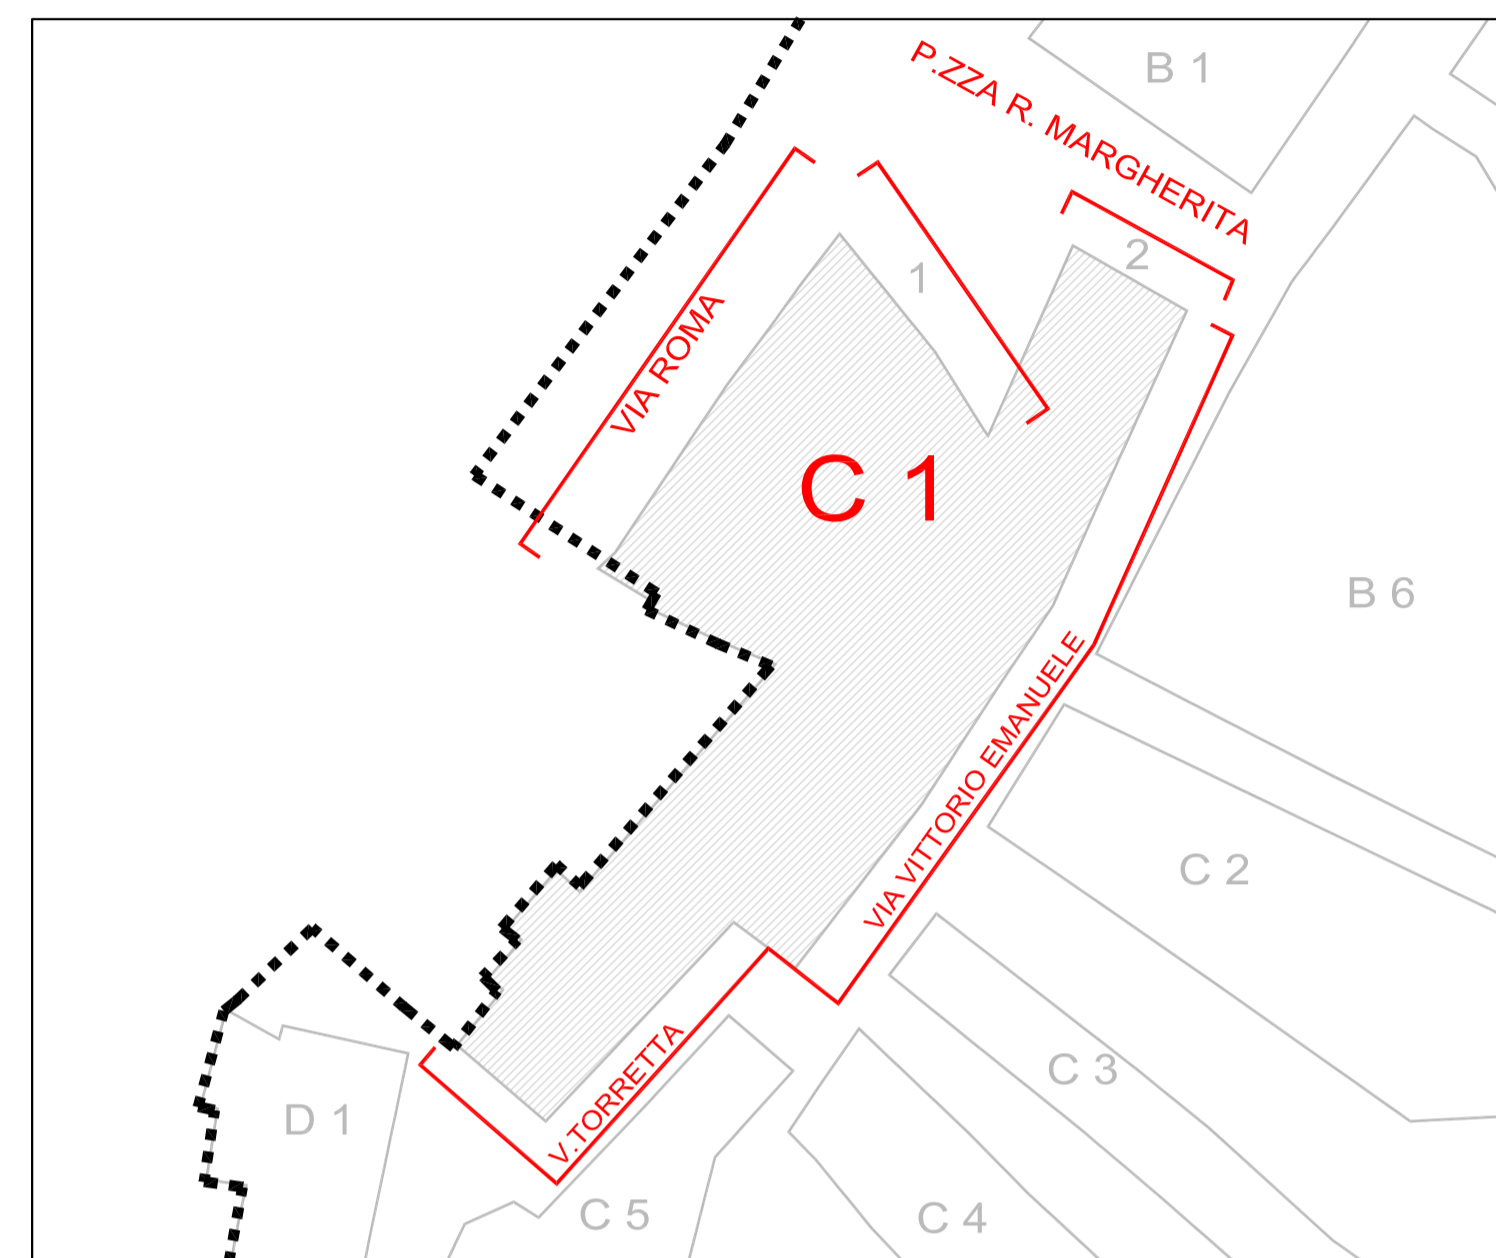 B 1
P.ZZA R. MARGHERITA
2
1
VIA ROMA
C 1
B 6
VIA VITTORIO EMANUELE
C 2
C 3
V.TORRETTA
D 1
C 5
C 4